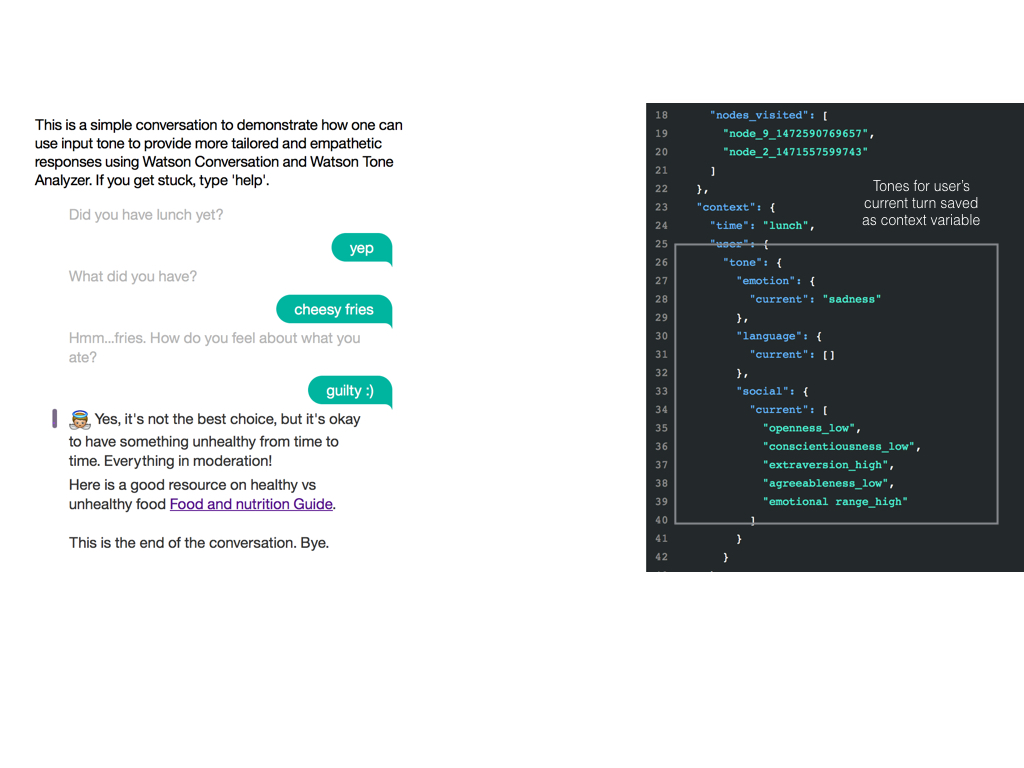 This is a simple conversation to demonstrate how one can
use input tone to provide more tailored and empathetic
responses using Watson Conversation and Watson Tone
Analyzer. If you get stuck, type 'help'.
Did you have lunch yet?
yep
What did you have?
cheesy fries
Hmm...fries. How do you feel about what you
ate?
guilty :)
Yes, it's not the best choice, but it's okay
to have something unhealthy from time to
time. Everything in moderation!
Here is a good resource on healthy vs
unhealthy food Food and nutrition Guide.
This is the end of the conversation. Bye.
18 "nodes_visited": [
19 "node_9_1472590769657",
20 "node_2_1471557599743"
21 ]
22 },
23 "context": {
24 "time": "lunch",
25 "user": {
26 "tone": {
27 "emotion": {
28 "current": "sadness"
29 },
30 "language": {
31 "current": []
32 },
33 "social": {
34 "current": [
35 "openness_low",
36 "conscientiousness_low",
37 "extraversion_high",
38 "agreeableness_low",
39 "emotional range_high"
40 ]
41 }
42 }
Tones for user's
current turn saved
as context variable